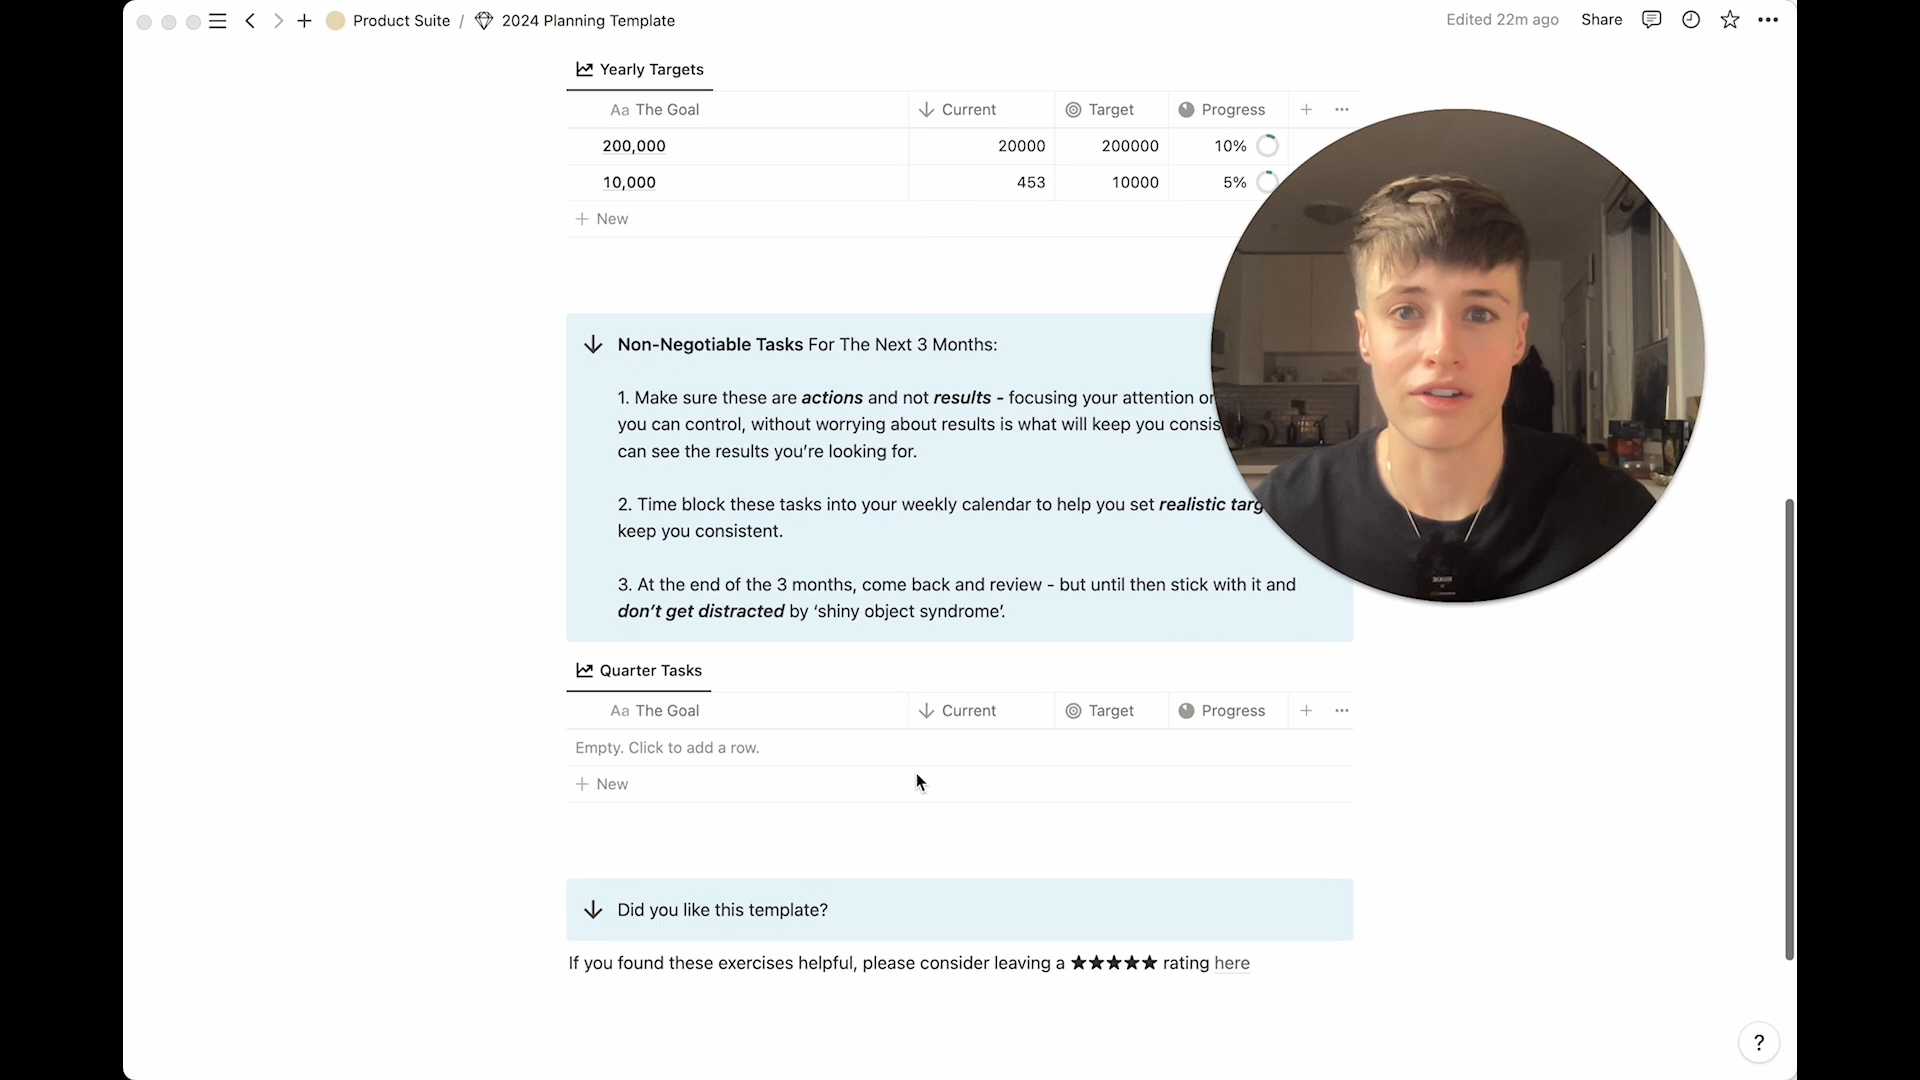 Product Suite / 2024 Planning Template
Edited 22m ago Share
Yearly Targets
Aa The Goal Current Target Progress
200,000 20000 200000 10%
10,000 453 10000 5%
New
Non-Negotiable Tasks For The Next 3 Months:
1. Make sure these are actions and not results - focusing your attention
you can control, without worrying about results is what will keep you
can see the results you’re looking for.
2. Time block these tasks into your weekly calendar to help you set realistic
keep you consistent.
3. At the end of the 3 months, come back and review - but until then stick with it and
don’t get distracted by ‘shiny object syndrome’.
Quarter Tasks
Aa The Goal Current Target Progress
Empty. Click to add a row.
New
Did you like this template?
If you found these exercises helpful, please consider leaving a ★★★★★ rating here
?